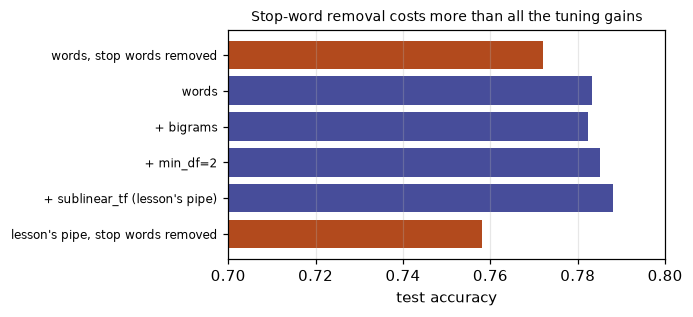 Stop-word removal costs more than all the tuning gains
words, stop words removed
words
+ bigrams
+ min_df=2
+ sublinear_tf (lesson's pipe)
lesson's pipe, stop words removed
0.70 0.72 0.74 0.76 0.78 0.80
test accuracy